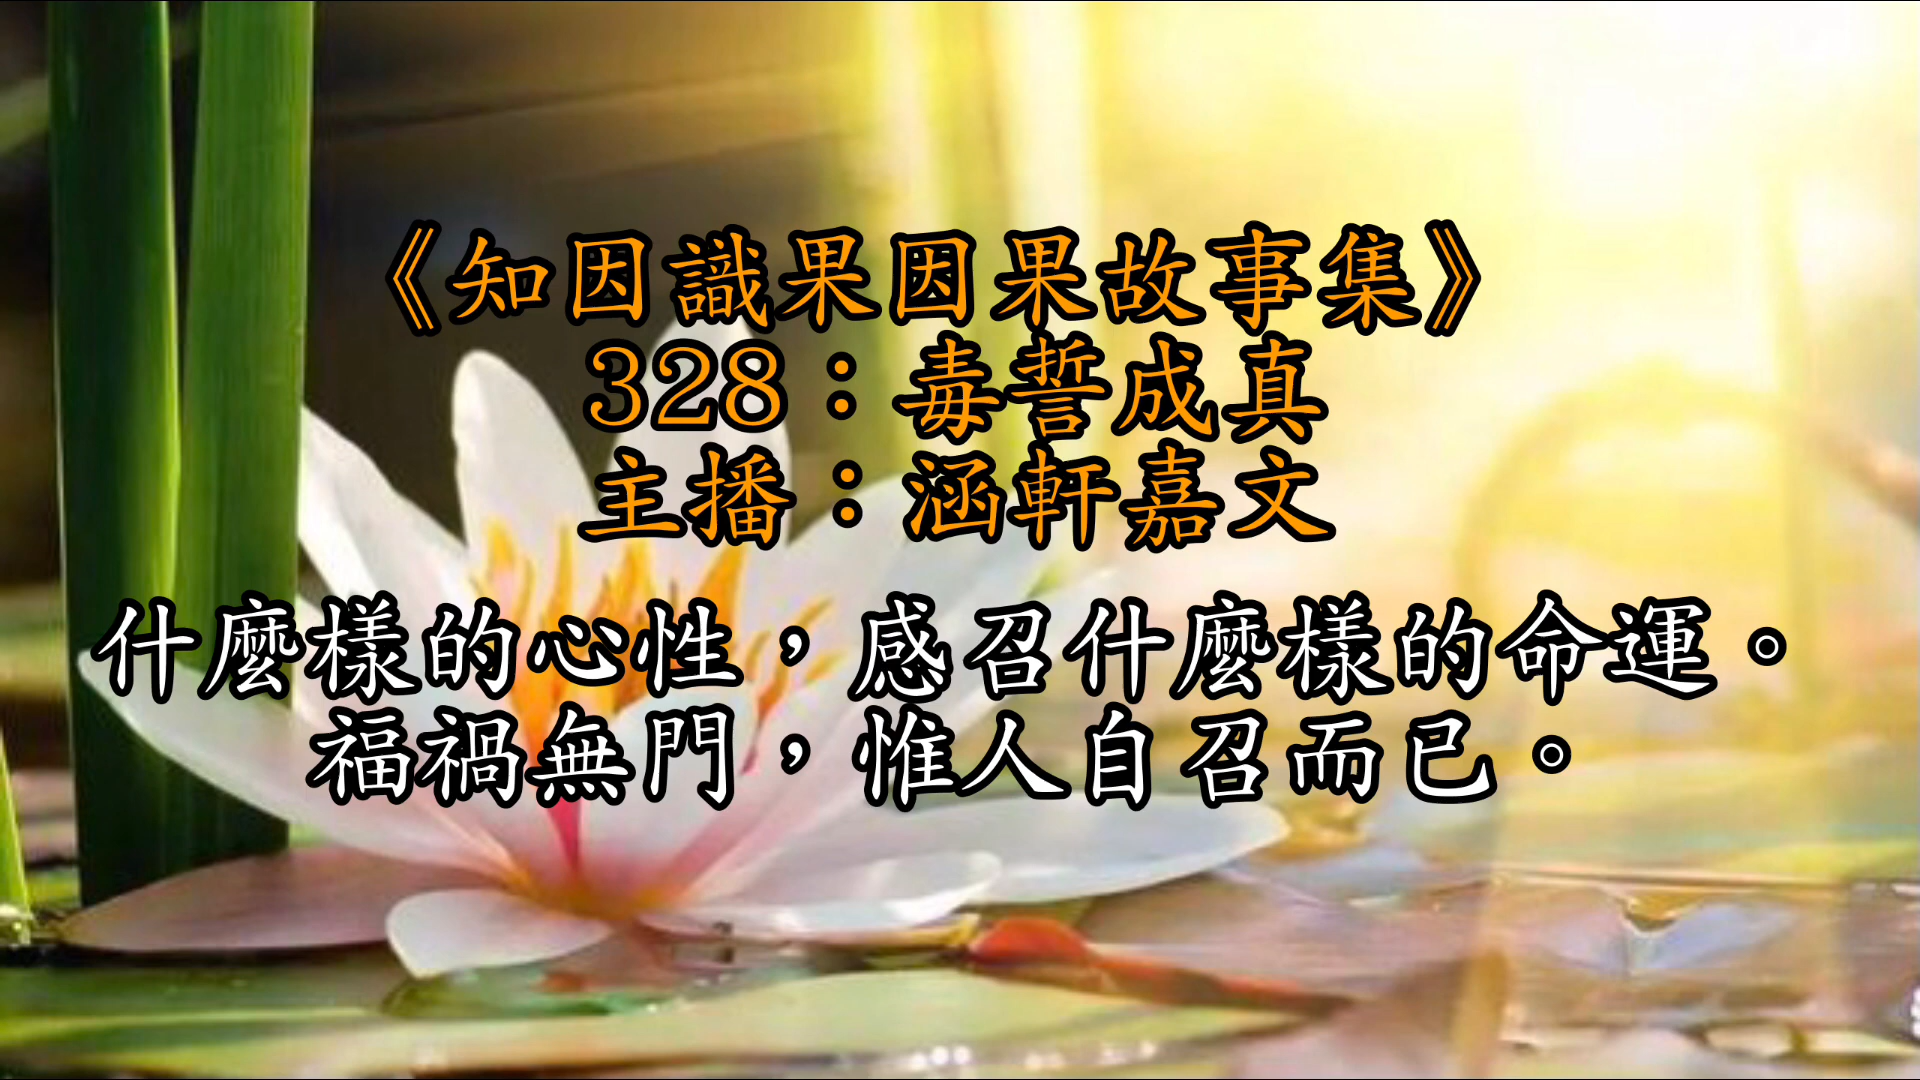 《知因識果因果故事集》
328：毒誓成真
主播：涵軒嘉文
什麼樣的心性，感召什麼樣的命運。
福禍無門，惟人自召而已。